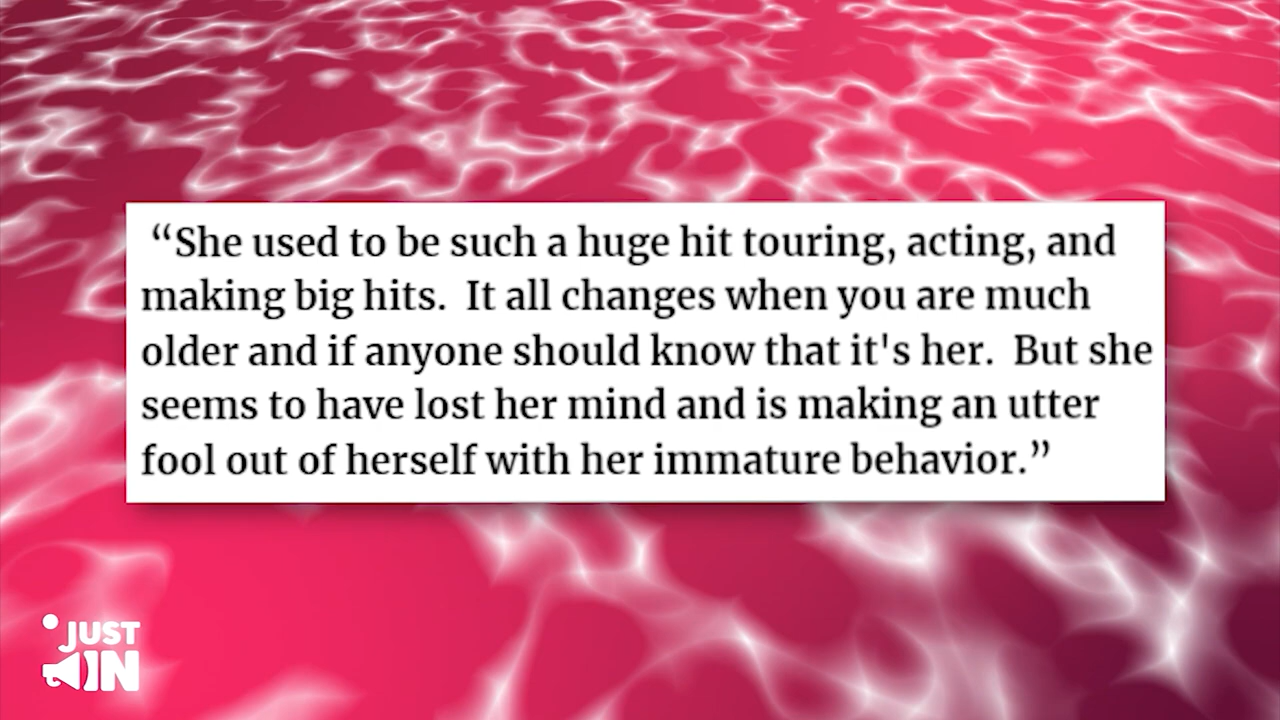 “She used to be such a huge hit touring, acting, and
making big hits.  It all changes when you are much
older and if anyone should know that it's her.  But she
seems to have lost her mind and is making an utter
fool out of herself with her immature behavior.”
JUST
IN